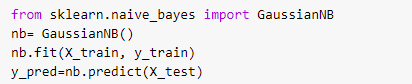 from sklearn.naive_bayes import GaussianNB
nb= GaussianNB()
nb.fit(X_train, y_train)
y_pred=nb.predict(X_test)